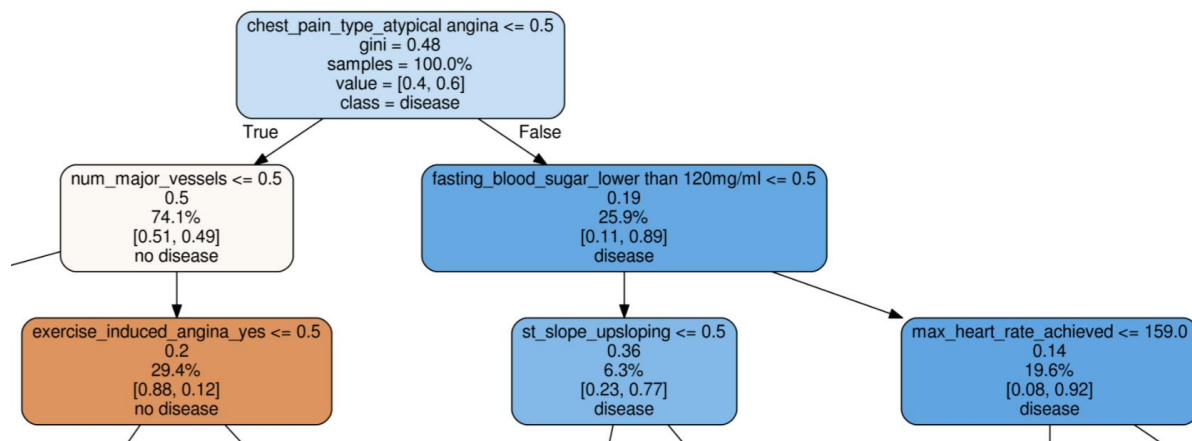 chest_pain_type_atypical angina <= 0.5
gini = 0.48
samples = 100.0%
value = [0.4, 0.6]
class = disease
True
False
num_major_vessels <= 0.5
0.5
74.1%
[0.51, 0.49]
no disease
fasting_blood_sugar_lower than 120mg/ml <= 0.5
0.19
25.9%
[0.11, 0.89]
disease
exercise_induced_angina_yes <= 0.5
0.2
29.4%
[0.88, 0.12]
no disease
st_slope_upsloping <= 0.5
0.36
6.3%
[0.23, 0.77]
disease
max_heart_rate_achieved <= 159.0
0.14
19.6%
[0.08, 0.92]
disease